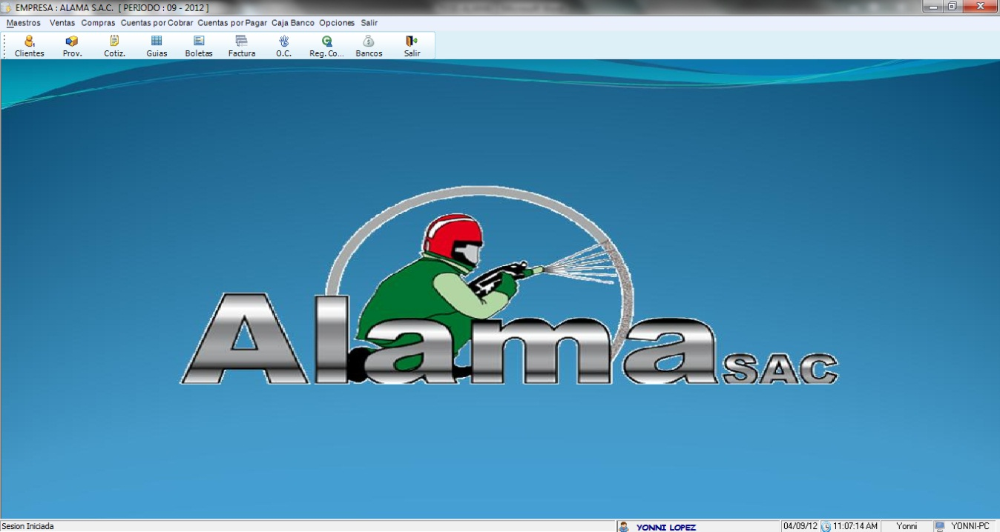 EMPRESA : ALAMA S.A.C. [ PERIODO : 09 - 2012 ]
Maestros Ventas Compras Cuentas por Cobrar Cuentas por Pagar Caja Banco Opciones Salir
Clientes Prov. Cotiz. Guias Boletas Factura O.C. Reg. Co... Bancos Salir
Alama SAC
Sesion Iniciada YONNI LOPEZ 04/09/12 11:07:14 AM Yonni YONNI-PC